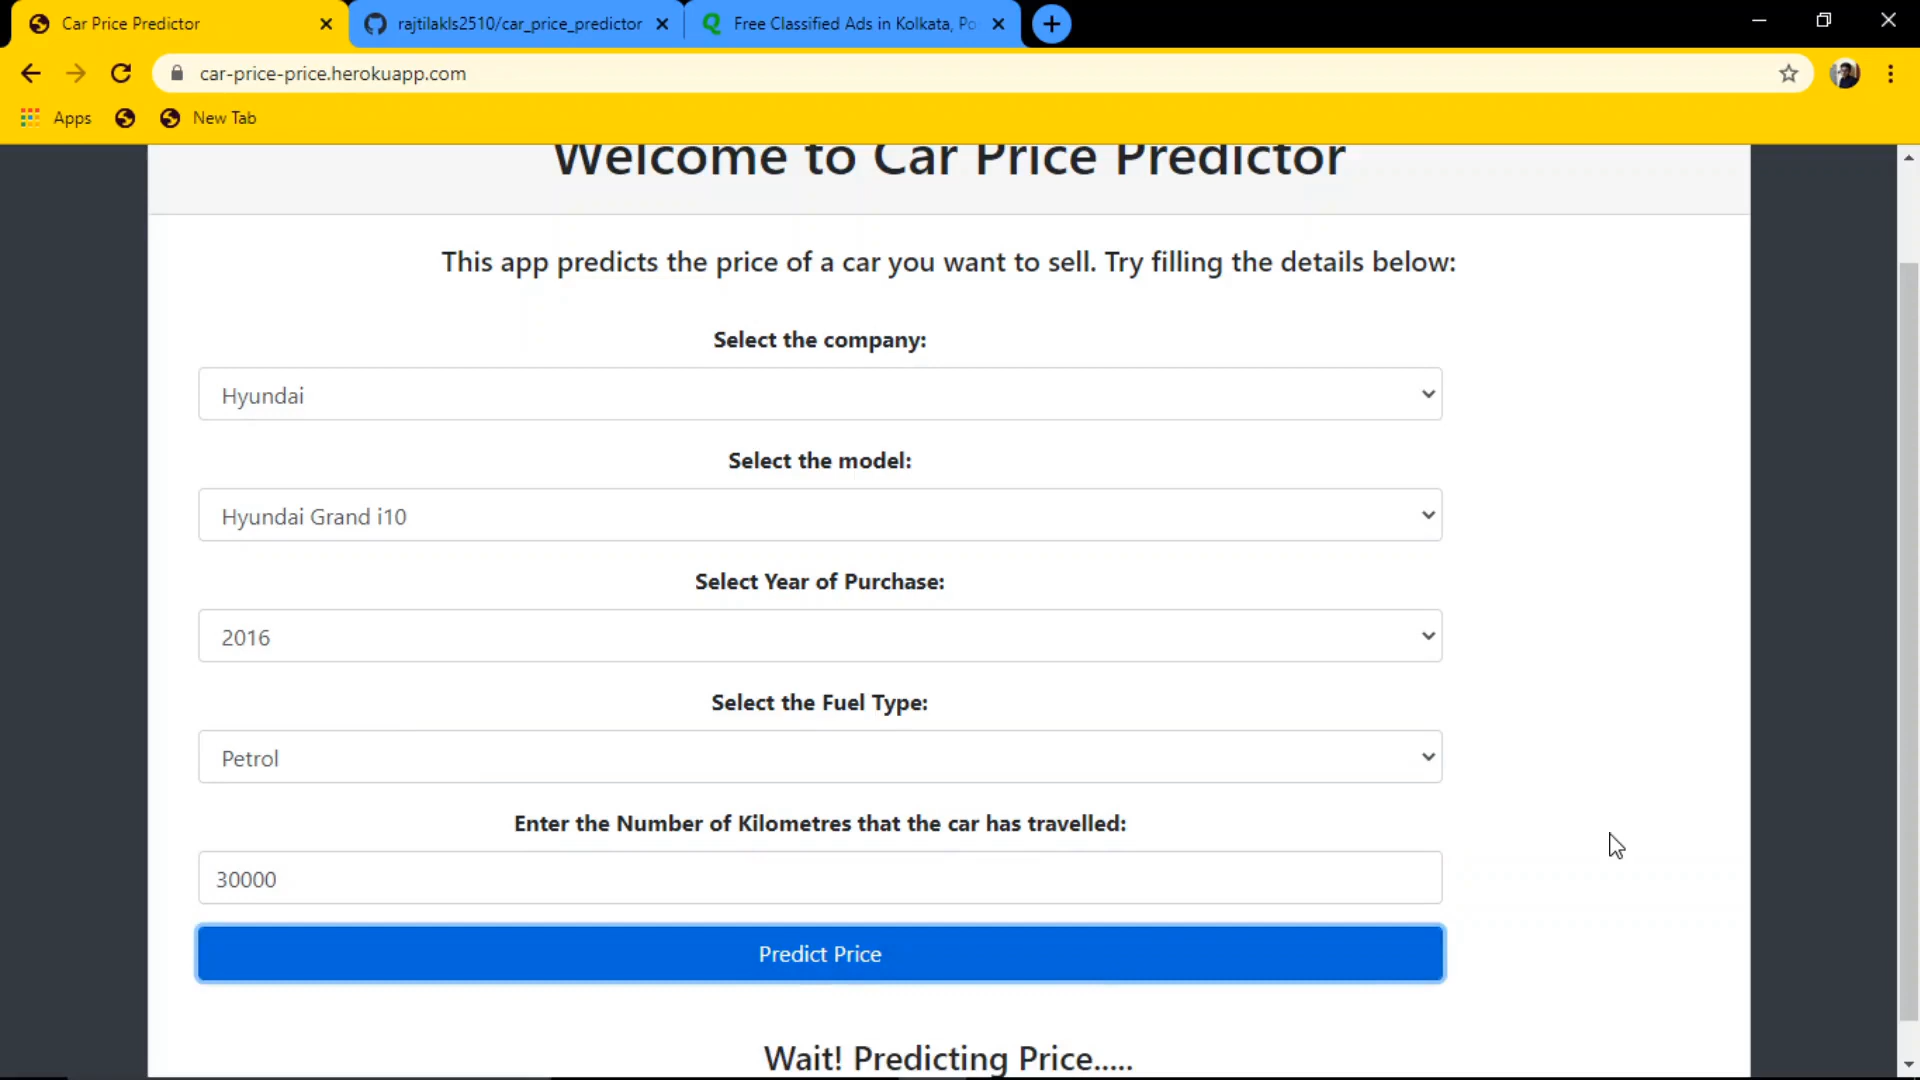 Car Price Predictor
rajtilakls2510/car_price_predictor
Free Classified Ads in Kolkata, Po
car-price-price.herokuapp.com
Apps
New Tab
Welcome to Car Price Predictor
This app predicts the price of a car you want to sell. Try filling the details below:
Select the company:
Hyundai
Select the model:
Hyundai Grand i10
Select Year of Purchase:
2016
Select the Fuel Type:
Petrol
Enter the Number of Kilometres that the car has travelled:
30000
Predict Price
Wait! Predicting Price.....